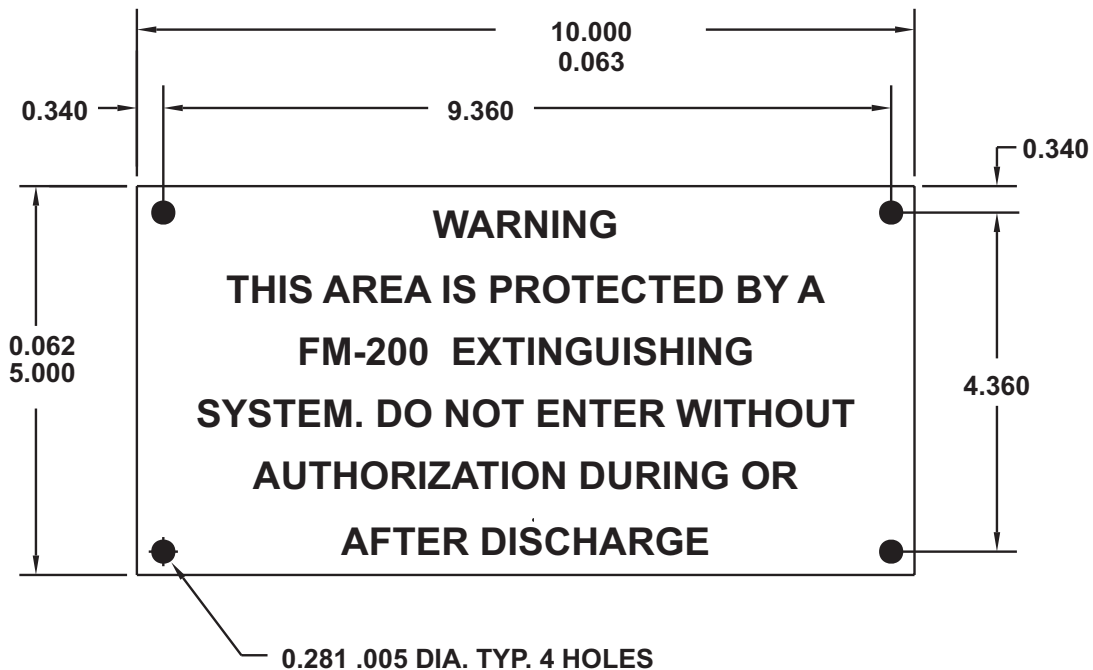 10.000
0.063
0.340
9.360
0.340
WARNING
THIS AREA IS PROTECTED BY A
FM-200 EXTINGUISHING
SYSTEM. DO NOT ENTER WITHOUT
AUTHORIZATION DURING OR
AFTER DISCHARGE
0.062
5.000
4.360
0.281 .005 DIA. TYP. 4 HOLES